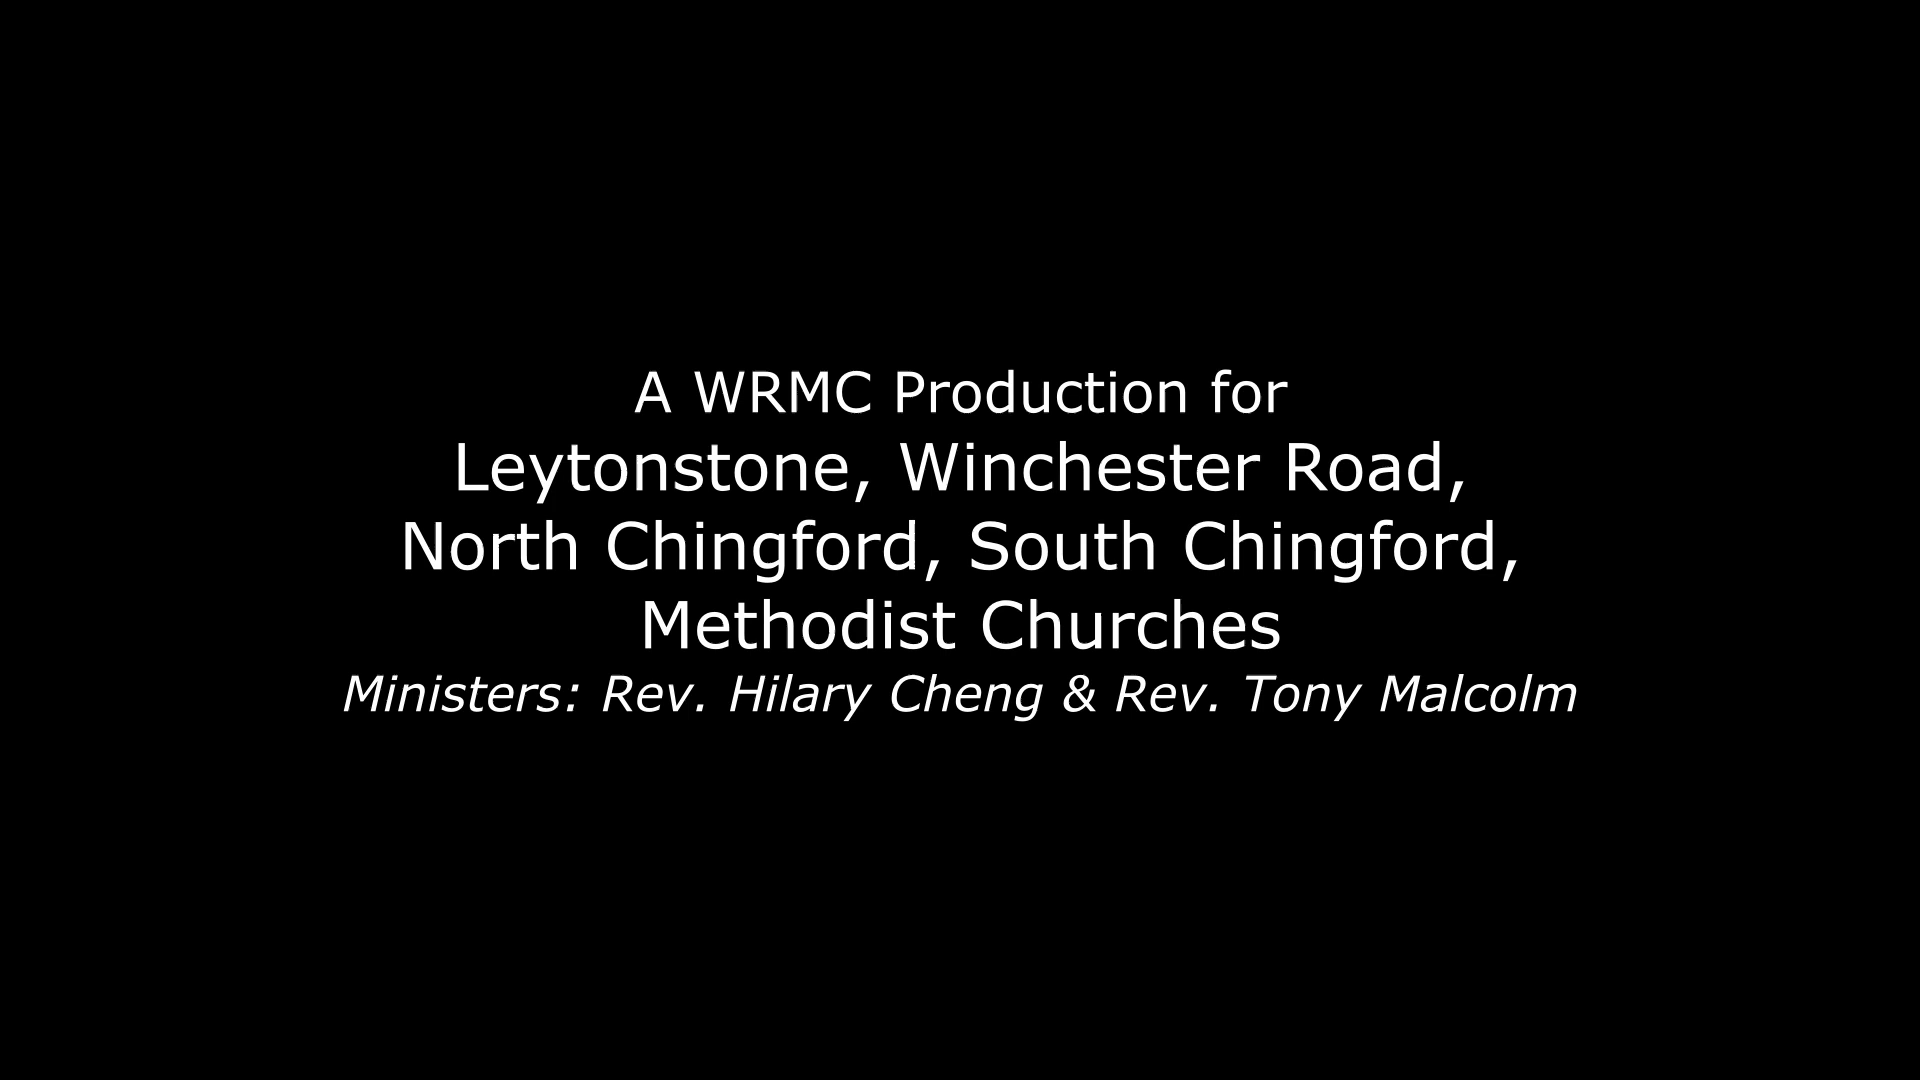 A WRMC Production for
Leytonstone, Winchester Road,
North Chingford, South Chingford,
Methodist Churches
Ministers: Rev. Hilary Cheng & Rev. Tony Malcolm